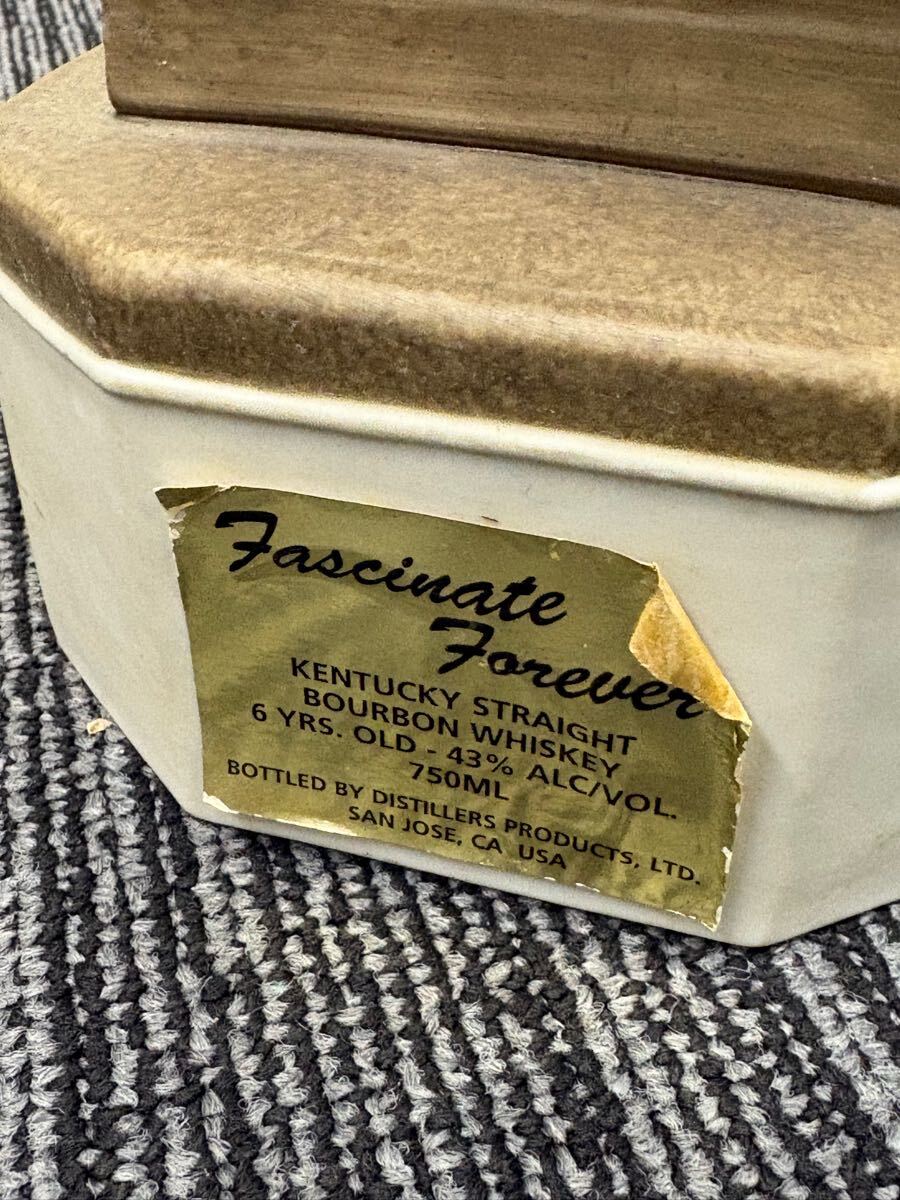 Fascinate
Forever
KENTUCKY STRAIGHT
BOURBON WHISKEY
6 YRS. OLD - 43% ALC/VOL.
750ML
BOTTLED BY DISTILLERS PRODUCTS, LTD.
SAN JOSE, CA USA